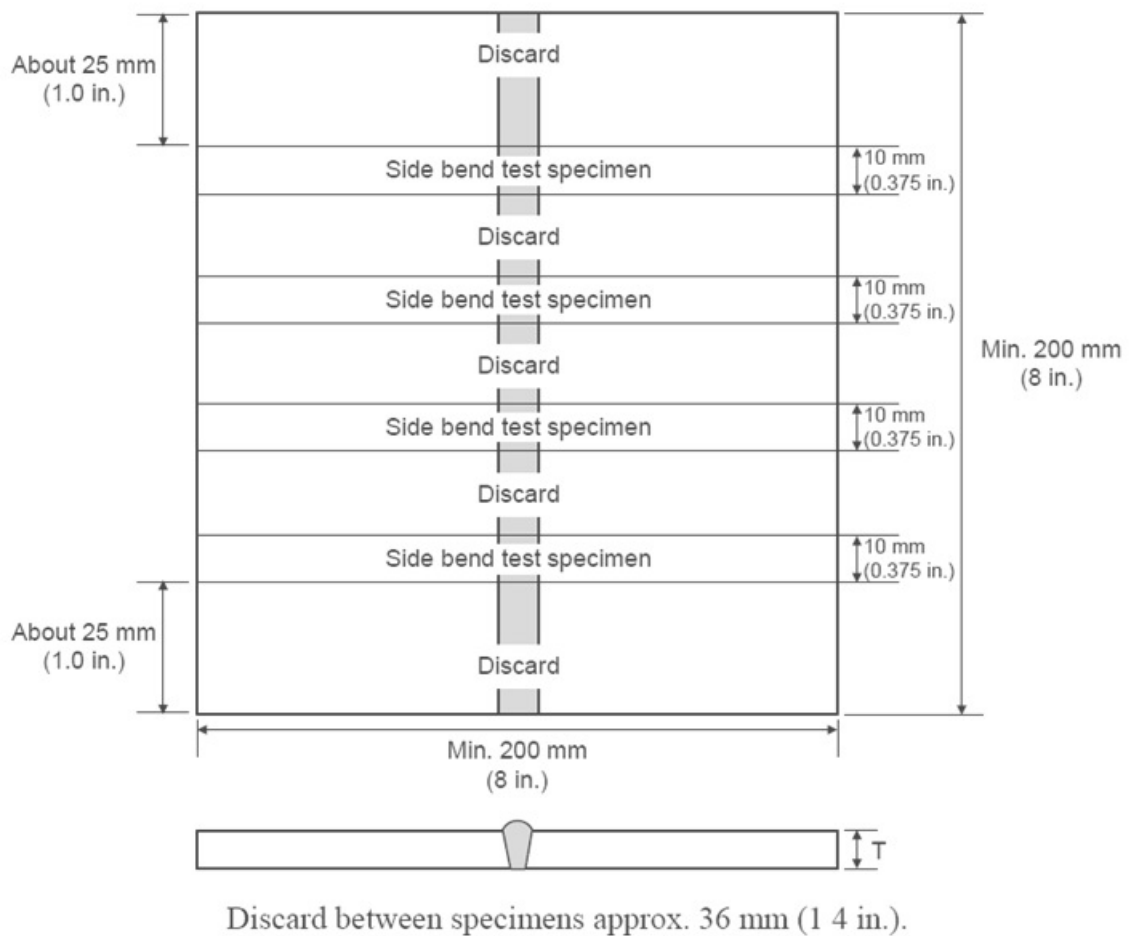 Discard
About 25 mm
(1.0 in.)
Side bend test specimen
10 mm
(0.375 in.)
Discard
Side bend test specimen
10 mm
(0.375 in.)
Min. 200 mm
(8 in.)
Discard
Side bend test specimen
10 mm
(0.375 in.)
Discard
Side bend test specimen
10 mm
(0.375 in.)
About 25 mm
(1.0 in.)
Discard
Min. 200 mm
(8 in.)
T
Discard between specimens approx. 36 mm (1 4 in.).